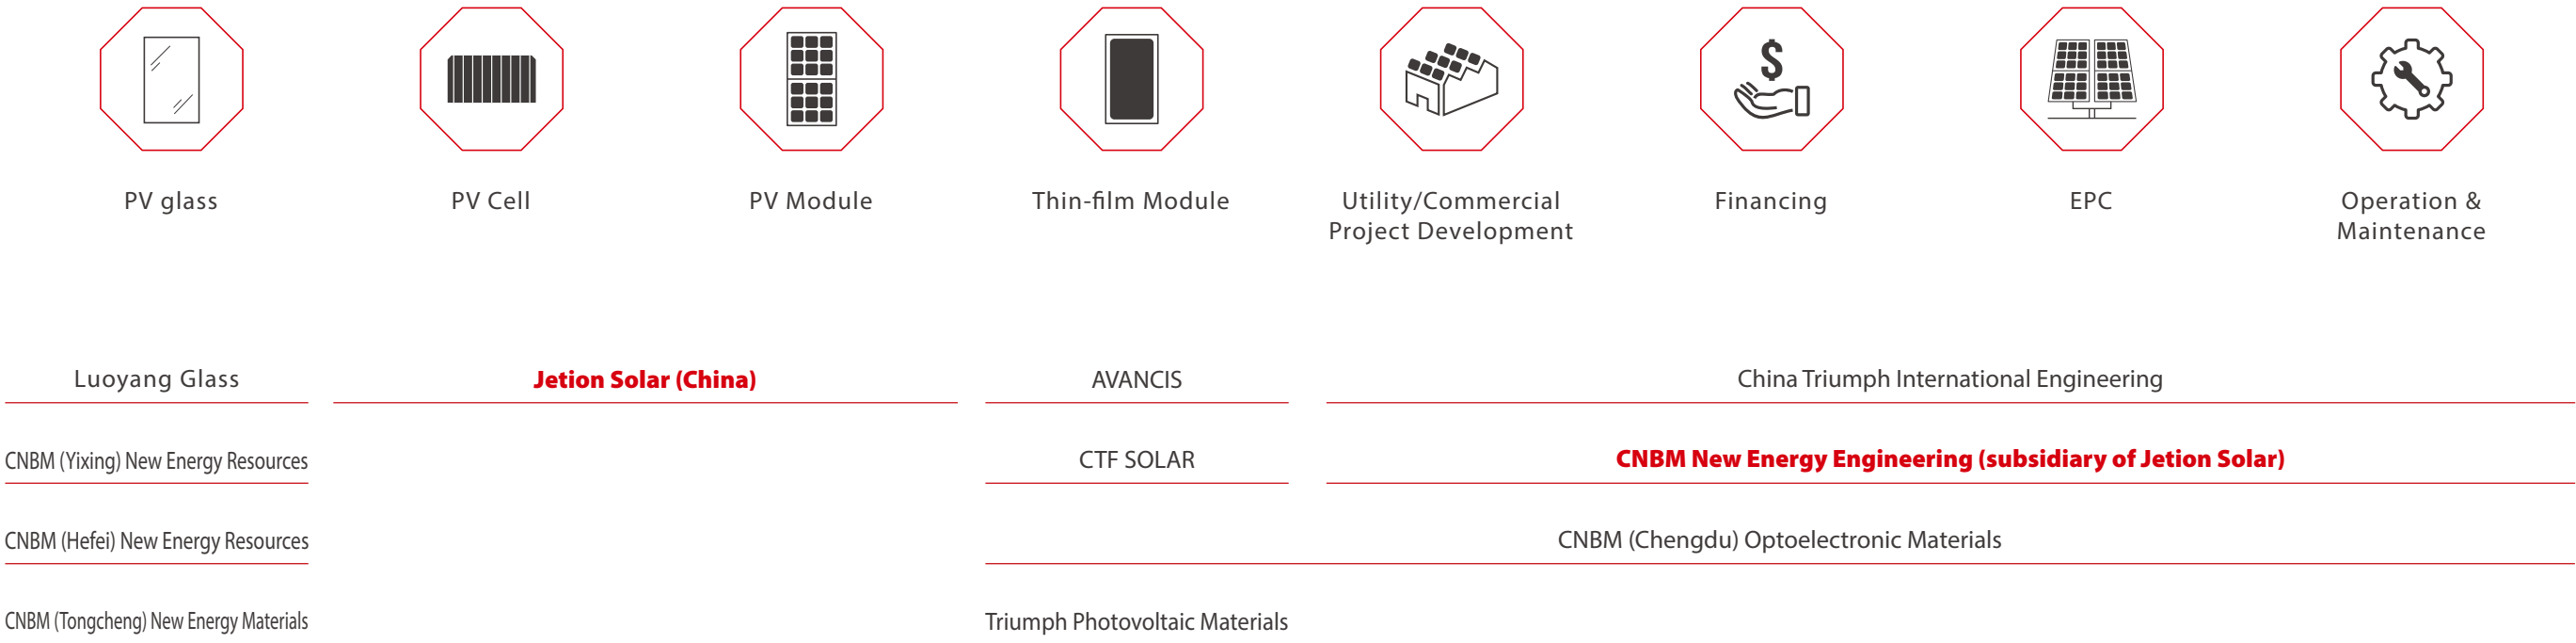 $
PV glass
PV Cell
PV Module
Thin-film Module
Utility/Commercial
Project Development
Financing
EPC
Operation &
Maintenance
Luoyang Glass
Jetion Solar (China)
AVANCIS
China Triumph International Engineering
CNBM (Yixing) New Energy Resources
CTF SOLAR
CNBM New Energy Engineering (subsidiary of Jetion Solar)
CNBM (Hefei) New Energy Resources
CNBM (Chengdu) Optoelectronic Materials
CNBM (Tongcheng) New Energy Materials
Triumph Photovoltaic Materials